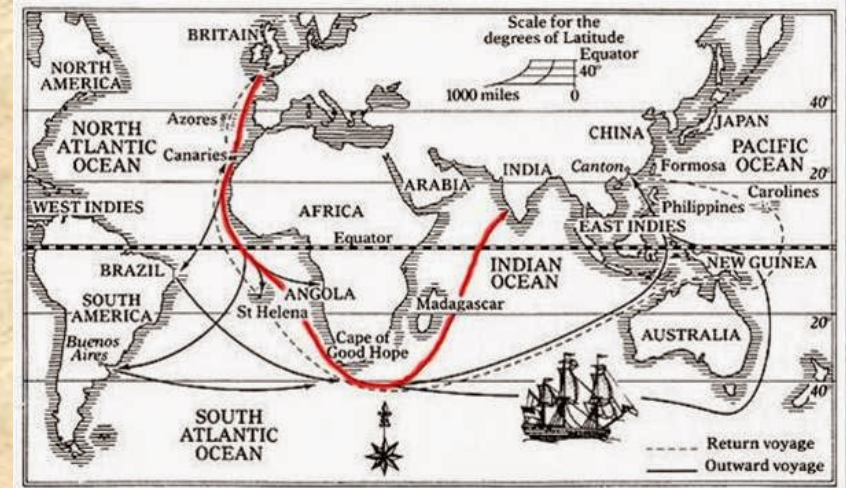 BRITAIN
Scale for the
degrees of Latitude
Equator
40°
1000 miles
0
NORTH
AMERICA
Azores
40°
NORTH
ATLANTIC
OCEAN
CHINA
JAPAN
PACIFIC
OCEAN
Canaries
INDIA
Canton
Formosa
20°
ARABIA
Carolines
WEST INDIES
AFRICA
Philippines
EAST INDIES
Equator
BRAZIL
INDIAN
OCEAN
NEW GUINEA
SOUTH
AMERICA
ANGOLA
St Helena
Madagascar
20°
Buenos
Aires
Cape of
Good Hope
AUSTRALIA
40°
SOUTH
ATLANTIC
OCEAN
Return voyage
Outward voyage